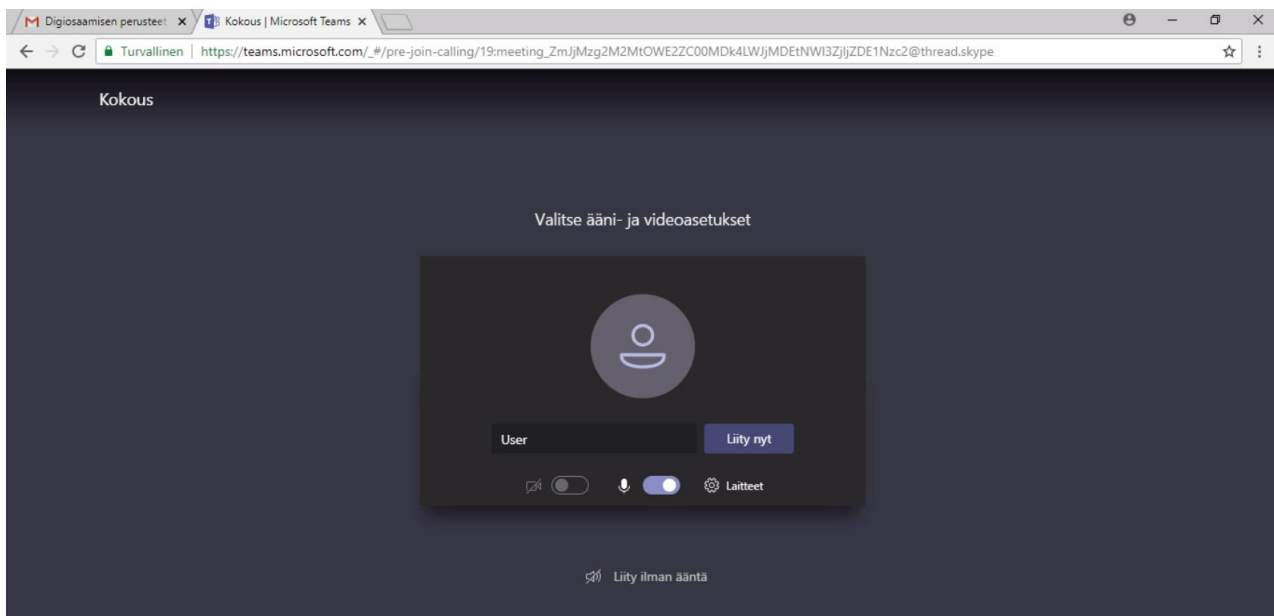 Digiosaamisen perusteet
Kokous | Microsoft Teams
Turvallinen | https://teams.microsoft.com/_#/pre-join-calling/19:meeting_ZmJjMzg2M2MtOWE2ZC00MDk4LWJjMDEtNWI3ZjljZDE1Nzc2@thread.skype
Kokous
Valitse ääni- ja videoasetukset
User
Liity nyt
Laitteet
Liity ilman ääntä